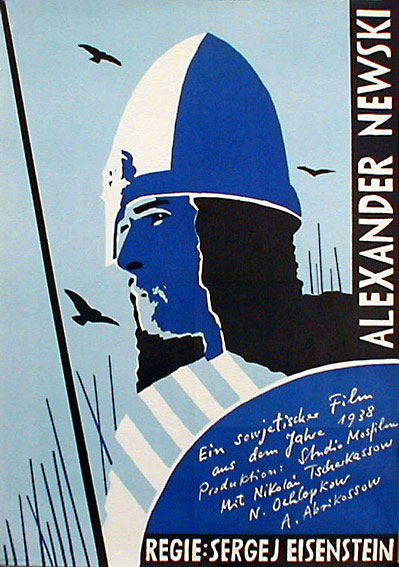 ALEXANDER NEWSKI
Ein sowjetischer Film
aus dem Jahre 1938
Produktion: Studio Mosfilm
Mit Nikolai Tscherkassow
N. Ochlopkow
A. Abrikossow
REGIE: SERGEJ EISENSTEIN